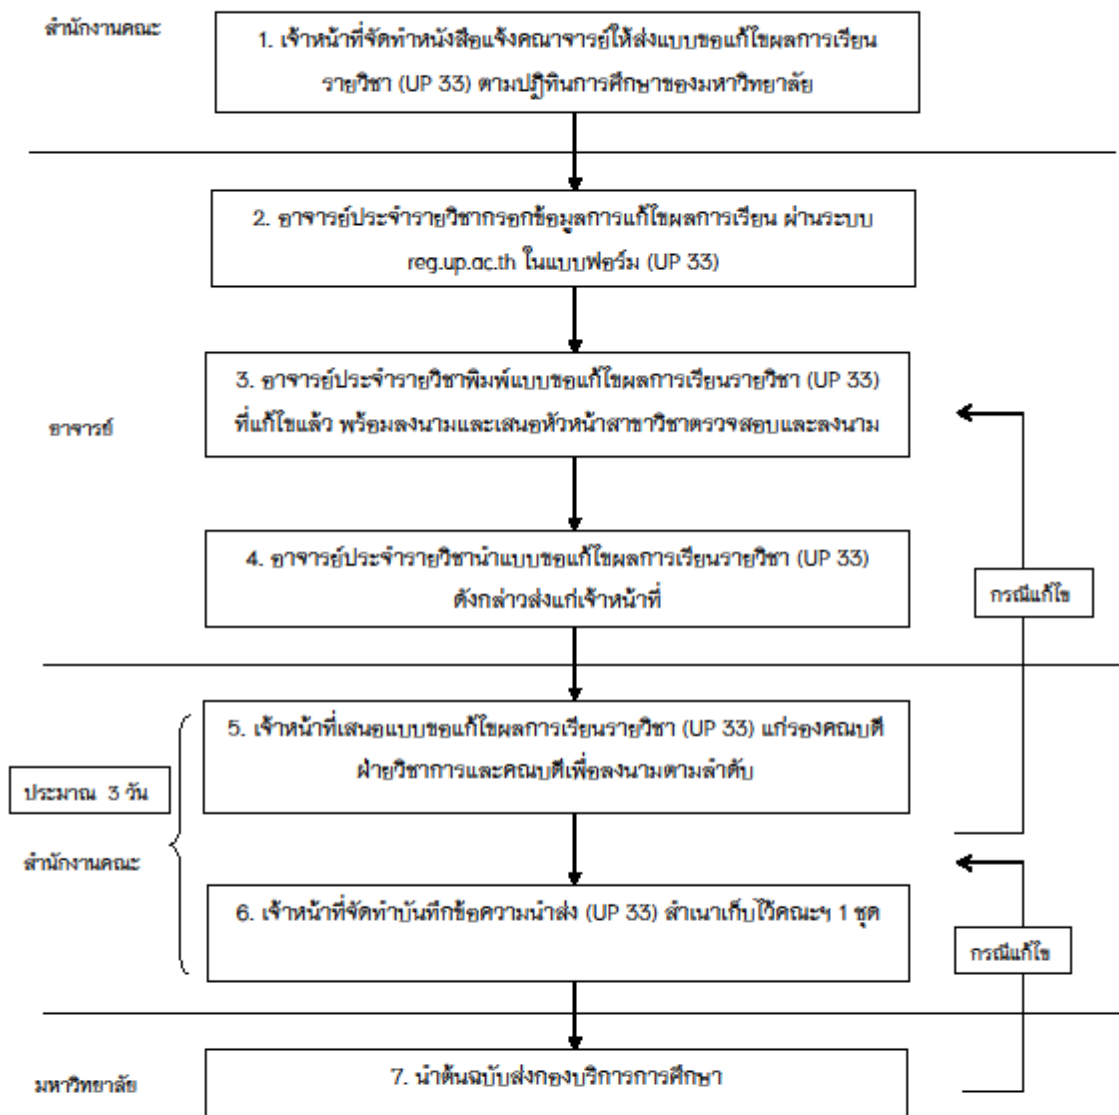 สำนักงานคณะ
1. เจ้าหน้าที่จัดทำหนังสือแจ้งคณาจารย์ให้ส่งแบบขอแก้ไขผลการเรียน
รายวิชา (UP 33) ตามปฏิทินการศึกษาของมหาวิทยาลัย
2. อาจารย์ประจำรายวิชากรอกข้อมูลการแก้ไขผลการเรียน ผ่านระบบ
reg.up.ac.th ในแบบฟอร์ม (UP 33)
อาจารย์
3. อาจารย์ประจำรายวิชาพิมพ์แบบขอแก้ไขผลการเรียนรายวิชา (UP 33)
ที่แก้ไขแล้ว พร้อมลงนามและเสนอหัวหน้าสาขาวิชาตรวจสอบและลงนาม
4. อาจารย์ประจำรายวิชานำแบบขอแก้ไขผลการเรียนรายวิชา (UP 33)
ดังกล่าวส่งแก่เจ้าหน้าที่
กรณีแก้ไข
5. เจ้าหน้าที่เสนอแบบขอแก้ไขผลการเรียนรายวิชา (UP 33) แก่รองคณบดี
ฝ่ายวิชาการและคณบดีเพื่อลงนามตามลำดับ
ประมาณ 3 วัน
สำนักงานคณะ
6. เจ้าหน้าที่จัดทำบันทึกข้อความนำส่ง (UP 33) สำเนาเก็บไว้คณะฯ 1 ชุด
กรณีแก้ไข
มหาวิทยาลัย
7. นำต้นฉบับส่งกองบริการการศึกษา